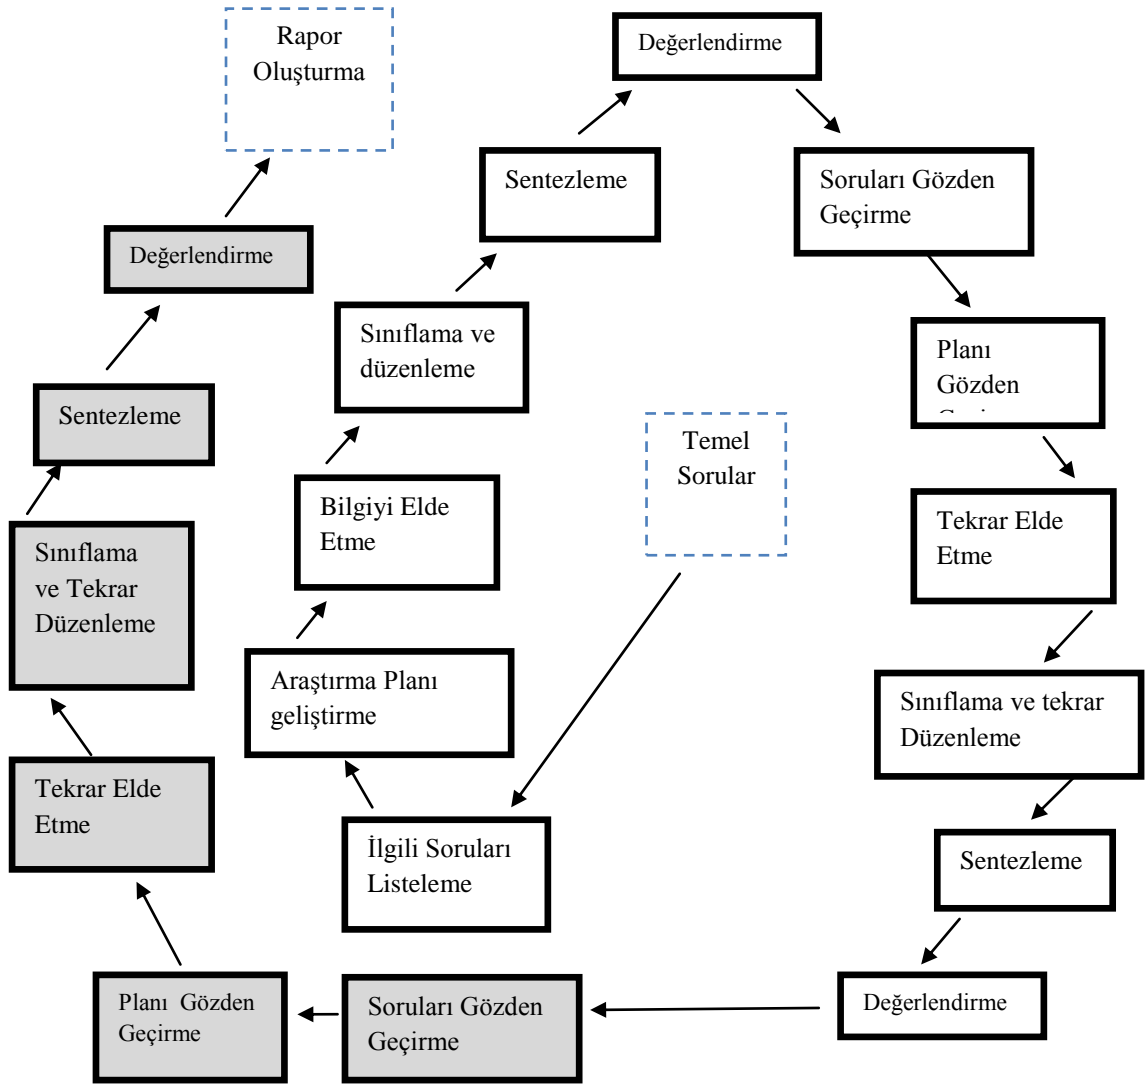 Rapor
Oluşturma
Değerlendirme
Sentezleme
Soruları Gözden
Geçirme
Değerlendirme
Sınıflama ve
düzenleme
Planı
Gözden
Sentezleme
Temel
Sorular
Bilgiyi Elde
Etme
Tekrar Elde
Etme
Sınıflama
ve Tekrar
Düzenleme
Araştırma Planı
geliştirme
Sınıflama ve tekrar
Düzenleme
Tekrar Elde
Etme
İlgili Soruları
Listeleme
Sentezleme
Planı Gözden
Geçirme
Soruları Gözden
Geçirme
Değerlendirme